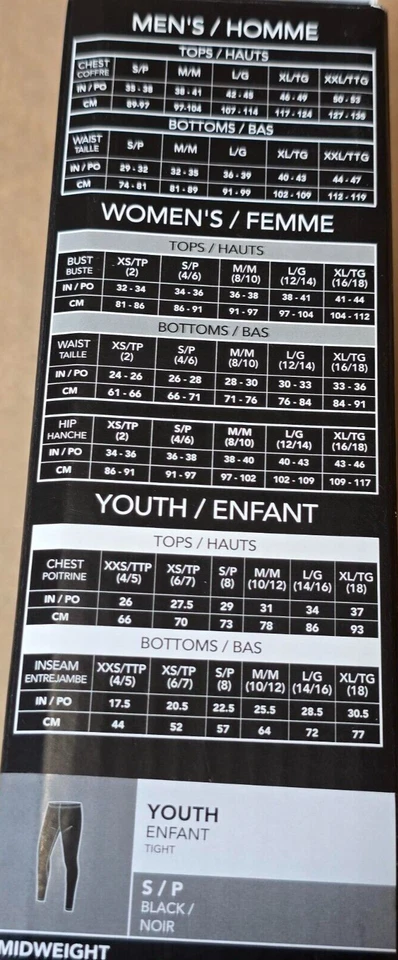 MEN'S / HOMME
TOPS / HAUTS
CHEST COFFRE S/P M/M L/G XL/TG XXL/TTG
IN / PO 35 - 38 38 - 41 42 - 45 46 - 49 50 - 53
CM 89-97 97-104 107 - 114 117 - 124 127 - 135
BOTTOMS / BAS
WAIST TAILLE S/P M/M L/G XL/TG XXL/TTG
IN / PO 29 - 32 32 - 35 36 - 39 40 - 43 44 - 47
CM 74 - 81 81 - 89 91 - 99 102 - 109 112 - 119
WOMEN'S / FEMME
TOPS / HAUTS
BUST BUSTE XS/TP (2) S/P (4/6) M/M (8/10) L/G (12/14) XL/TG (16/18)
IN / PO 32 - 34 34 - 36 36 - 38 38 - 41 41 - 44
CM 81 - 86 86 - 91 91 - 97 97 - 104 104 - 112
BOTTOMS / BAS
WAIST TAILLE XS/TP (2) S/P (4/6) M/M (8/10) L/G (12/14) XL/TG (16/18)
IN / PO 24 - 26 26 - 28 28 - 30 30 - 33 33 - 36
CM 61 - 66 66 - 71 71 - 76 76 - 84 84 - 91
HIP HANCHE XS/TP (2) S/P (4/6) M/M (8/10) L/G (12/14) XL/TG (16/18)
IN / PO 34 - 36 36 - 38 38 - 40 40 - 43 43 - 46
CM 86 - 91 91 - 97 97 - 102 102 - 109 109 - 117
YOUTH / ENFANT
TOPS / HAUTS
CHEST POITRINE XXS/TTP (4/5) XS/TP (6/7) S/P (8) M/M (10/12) L/G (14/16) XL/TG (18)
IN / PO 26 27.5 29 31 34 37
CM 66 70 73 78 86 93
BOTTOMS / BAS
INSEAM ENTREJAMBE XXS/TTP (4/5) XS/TP (6/7) S/P (8) M/M (10/12) L/G (14/16) XL/TG (18)
IN / PO 17.5 20.5 22.5 25.5 28.5 30.5
CM 44 52 57 64 72 77
YOUTH
ENFANT
TIGHT
S / P
BLACK /
NOIR
MIDWEIGHT